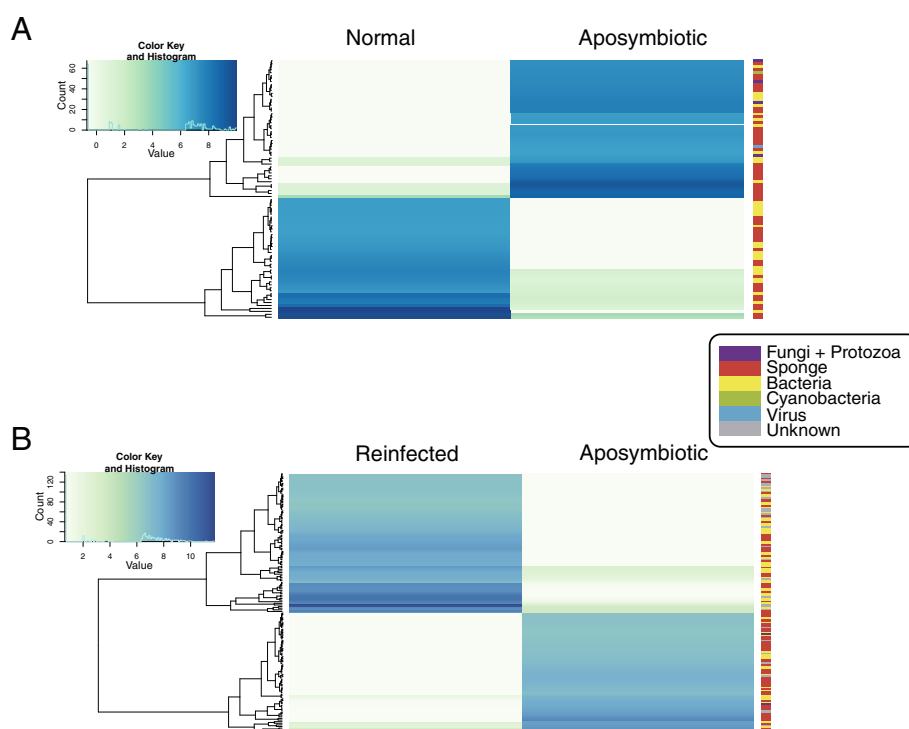 A
Normal
Aposymbiotic
Color Key
and Histogram
Count
0 20 40 60
0 2 4 6 8
Value
Fungi + Protozoa
Sponge
Bacteria
Cyanobacteria
Virus
Unknown
B
Reinfected
Aposymbiotic
Color Key
and Histogram
Count
0 40 80 120
2 4 6 8 10
Value